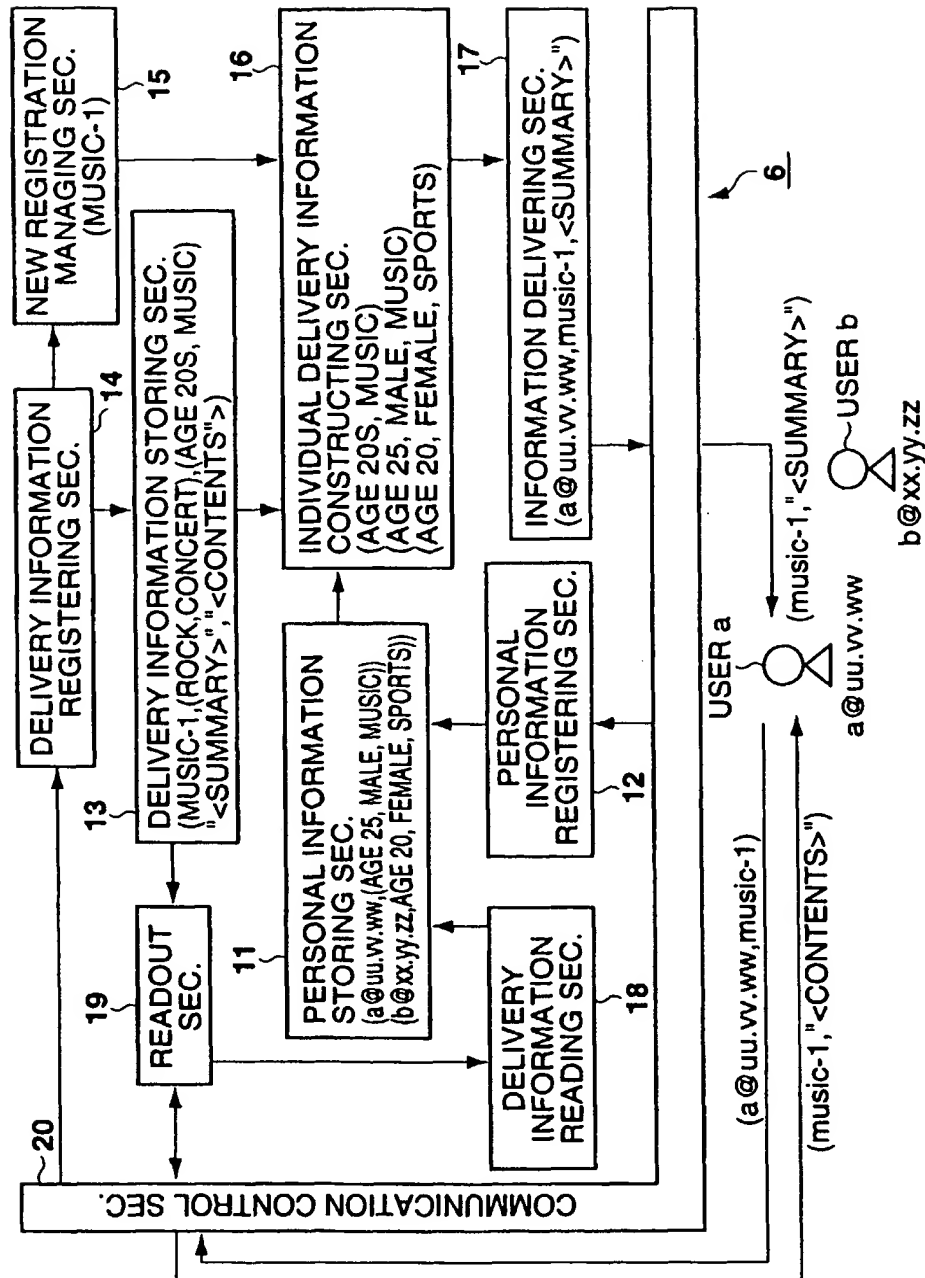 20
COMMUNICATION CONTROL SEC.
DELIVERY INFORMATION
REGISTERING SEC.
14
NEW REGISTRATION
MANAGING SEC.
(MUSIC-1)
15
13
DELIVERY INFORMATION STORING SEC.
(MUSIC-1,(ROCK,CONCERT),(AGE 20S, MUSIC)
"<SUMMARY>","<CONTENTS">)
19
READOUT
SEC.
11
PERSONAL INFORMATION
STORING SEC.
(a@uu.vv.ww,(AGE 25, MALE, MUSIC))
(b@xx.yy.zz,AGE 20, FEMALE, SPORTS))
16
INDIVIDUAL DELIVERY INFORMATION
CONSTRUCTING SEC.
(AGE 20S, MUSIC)
(AGE 25, MALE, MUSIC)
(AGE 20, FEMALE, SPORTS)
DELIVERY
INFORMATION
READING SEC.
18
PERSONAL
INFORMATION
REGISTERING SEC.
12
17
INFORMATION DELIVERING SEC.
(a@uu.vv.ww,music-1,<SUMMARY>")
6
(a@uu.vv.ww,music-1)
(music-1,"<CONTENTS>")
USER a
a@uu.vv.ww
(music-1,"<SUMMARY>")
USER b
b@xx.yy.zz